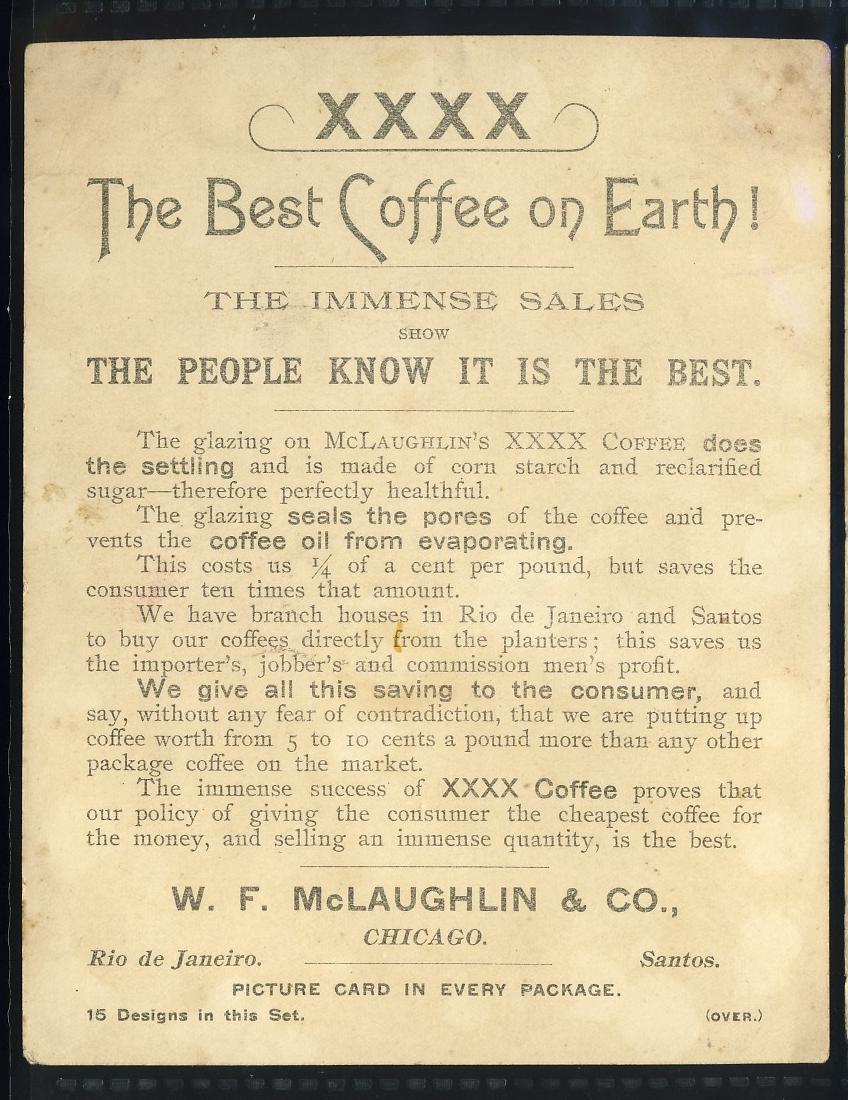 XXXX
The Best Coffee on Earth!
THE IMMENSE SALES
SHOW
THE PEOPLE KNOW IT IS THE BEST.
The glazing on McLAUGHLIN'S XXXX COFFEE does
the settling and is made of corn starch and reclarified
sugar—therefore perfectly healthful.
The glazing seals the pores of the coffee and pre-
vents the coffee oil from evaporating.
This costs us ¼ of a cent per pound, but saves the
consumer ten times that amount.
We have branch houses in Rio de Janeiro and Santos
to buy our coffees directly from the planters; this saves us
the importer's, jobber's and commission men's profit.
We give all this saving to the consumer, and
say, without any fear of contradiction, that we are putting up
coffee worth from 5 to 10 cents a pound more than any other
package coffee on the market.
The immense success of XXXX Coffee proves that
our policy of giving the consumer the cheapest coffee for
the money, and selling an immense quantity, is the best.
W. F. McLAUGHLIN & CO.,
CHICAGO.
Rio de Janeiro. Santos.
PICTURE CARD IN EVERY PACKAGE.
15 Designs in this Set. (OVER.)